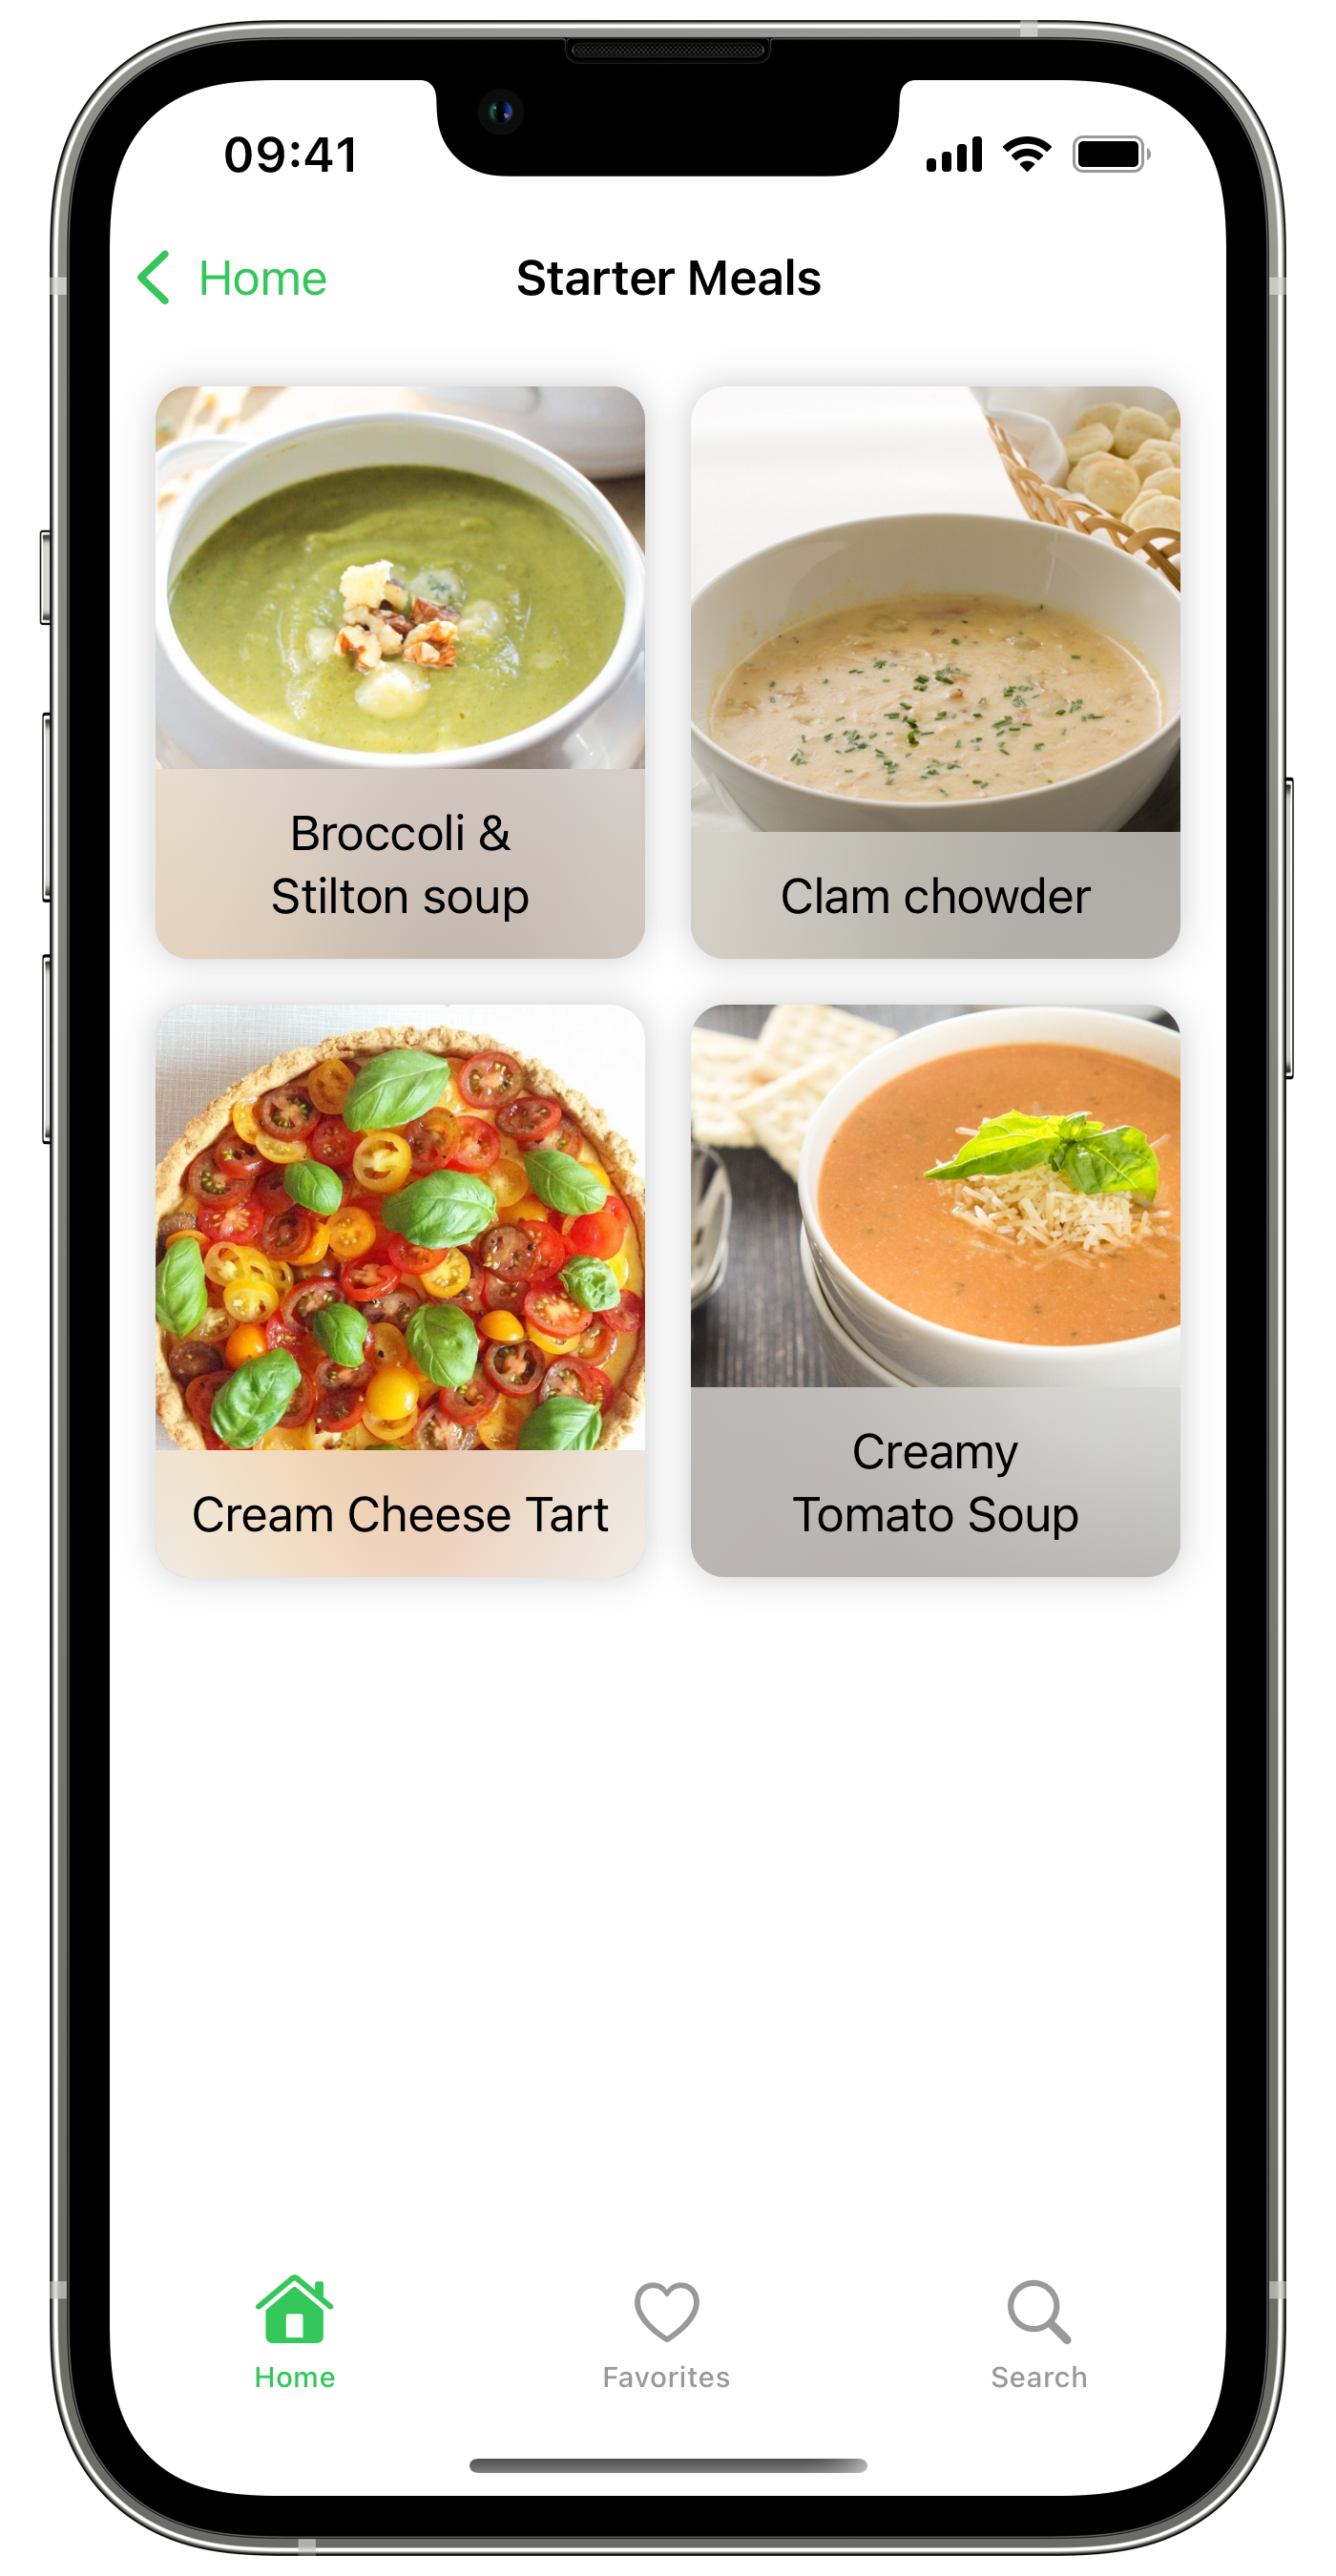 09:41
Home
Starter Meals
Broccoli &
Stilton soup
Clam chowder
Cream Cheese Tart
Creamy
Tomato Soup
Home
Favorites
Search